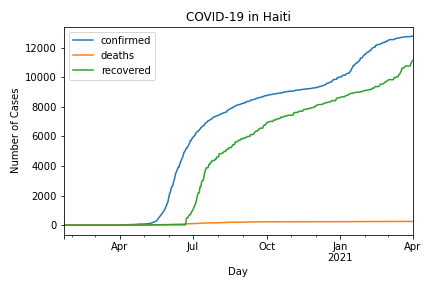 COVID-19 in Haiti
confirmed
deaths
recovered
Number of Cases
12000
10000
8000
6000
4000
2000
0
Apr Jul Oct Jan Apr
2021
Day